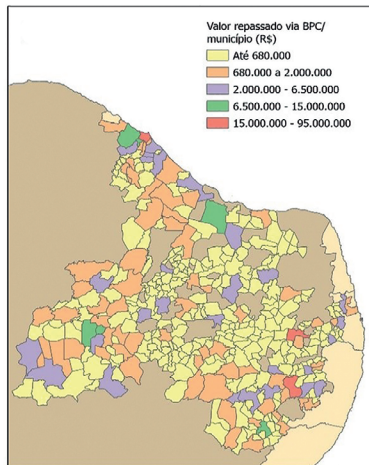 Valor repassado via BPC/
município (R$)
Até 680.000
680.000 a 2.000.000
2.000.000 - 6.500.000
6.500.000 - 15.000.000
15.000.000 - 95.000.000